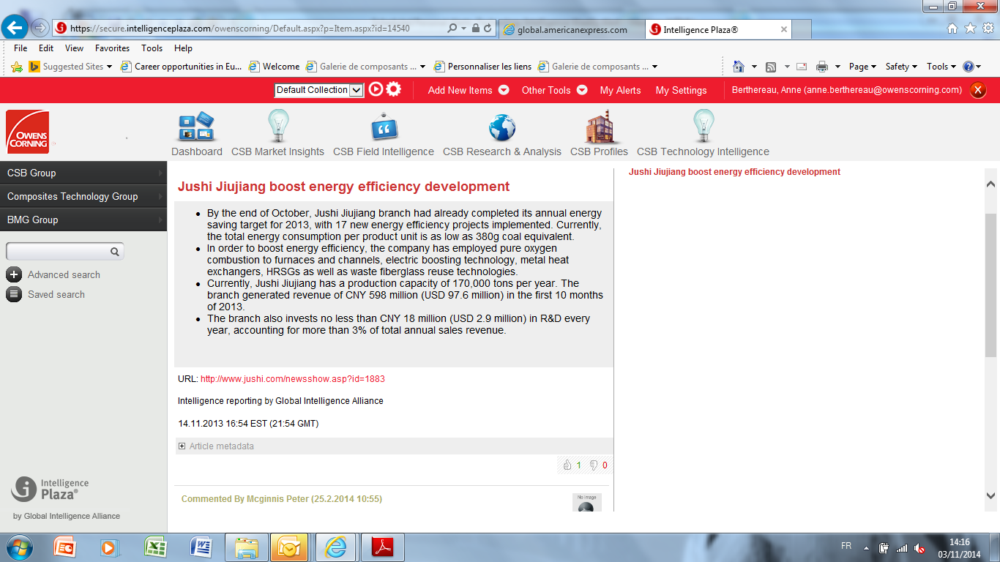 https://secure.intelligenceplaza.com/owenscorning/Default.aspx?p=Item.aspx?id=14540
global.americanexpress.com
Intelligence Plaza®
File Edit View Favorites Tools Help
Suggested Sites
Career opportunities in Eu...
Welcome
Galerie de composants ...
Personnaliser les liens
Galerie de composants ...
Page
Safety
Tools
Default Collection
Add New Items
Other Tools
My Alerts
My Settings
Berthereau, Anne (anne.berthereau@owenscorning.com)
OWENS
CORNING
Dashboard
CSB Market Insights
CSB Field Intelligence
CSB Research & Analysis
CSB Profiles
CSB Technology Intelligence
CSB Group
Composites Technology Group
BMG Group
Advanced search
Saved search
Jushi Jiujiang boost energy efficiency development
• By the end of October, Jushi Jiujiang branch had already completed its annual energy
saving target for 2013, with 17 new energy efficiency projects implemented. Currently,
the total energy consumption per product unit is as low as 380g coal equivalent.
• In order to boost energy efficiency, the company has employed pure oxygen
combustion to furnaces and channels, electric boosting technology, metal heat
exchangers, HRSGs as well as waste fiberglass reuse technologies.
• Currently, Jushi Jiujiang has a production capacity of 170,000 tons per year. The
branch generated revenue of CNY 598 million (USD 97.6 million) in the first 10 months
of 2013.
• The branch also invests no less than CNY 18 million (USD 2.9 million) in R&D every
year, accounting for more than 3% of total annual sales revenue.
URL: http://www.jushi.com/newsshow.asp?id=1883
Intelligence reporting by Global Intelligence Alliance
14.11.2013 16:54 EST (21:54 GMT)
Article metadata
1 0
Commented By Mcginnis Peter (25.2.2014 10:55)
No Image
Jushi Jiujiang boost energy efficiency development
Intelligence
Plaza®
by Global Intelligence Alliance
FR
14:16
03/11/2014